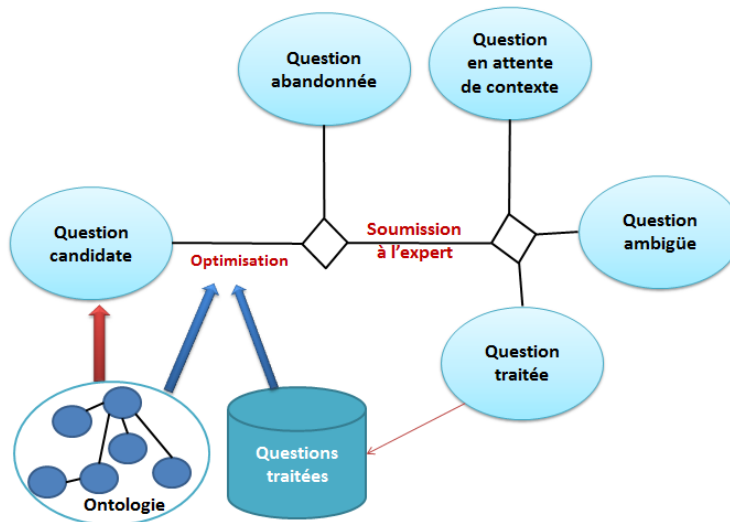 Question
abandonnée
Question
en attente
de contexte
Question
candidate
Optimisation
Soumission
à l'expert
Question
ambigüe
Question
traitée
Questions
traitées
Ontologie